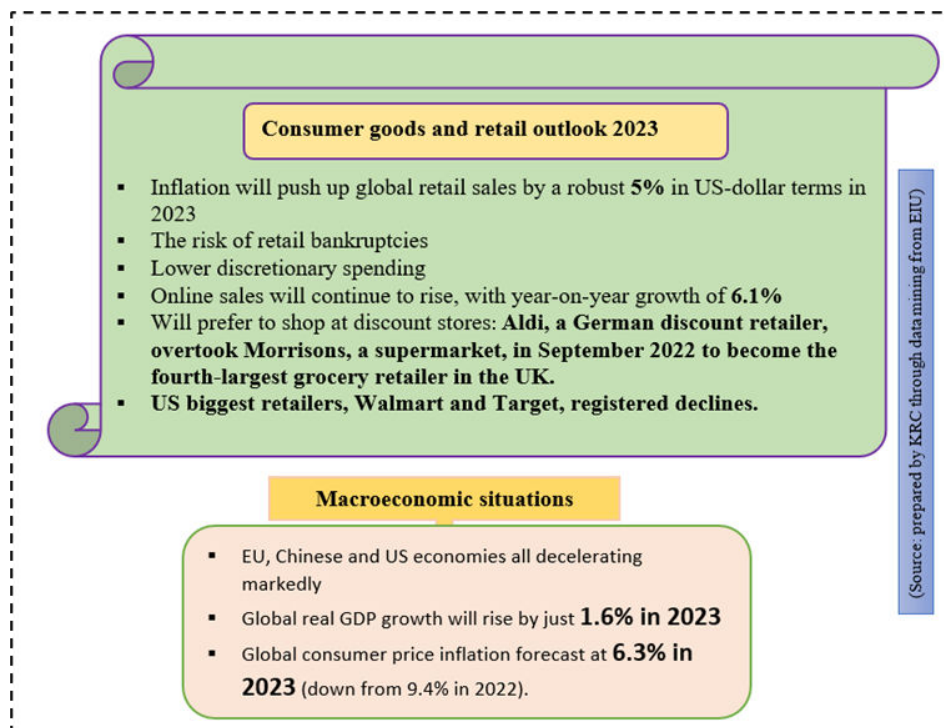 Consumer goods and retail outlook 2023
▪ Inflation will push up global retail sales by a robust 5% in US-dollar terms in
2023
▪ The risk of retail bankruptcies
▪ Lower discretionary spending
▪ Online sales will continue to rise, with year-on-year growth of 6.1%
▪ Will prefer to shop at discount stores: Aldi, a German discount retailer,
overtook Morrisons, a supermarket, in September 2022 to become the
fourth-largest grocery retailer in the UK.
▪ US biggest retailers, Walmart and Target, registered declines.
(Source: prepared by KRC through data mining from EIU)
Macroeconomic situations
▪ EU, Chinese and US economies all decelerating
markedly
▪ Global real GDP growth will rise by just 1.6% in 2023
▪ Global consumer price inflation forecast at 6.3% in
2023 (down from 9.4% in 2022).